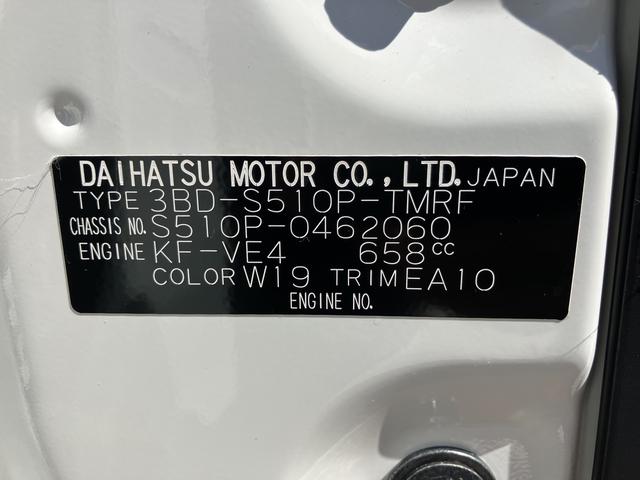 DAIHATSU MOTOR CO.,LTD. JAPAN
TYPE 3BD-S510P-TMRF
CHASSIS NO. S510P-0462060
ENGINE KF-VE4 658cc
COLOR W19 TRIM EA10
ENGINE NO.